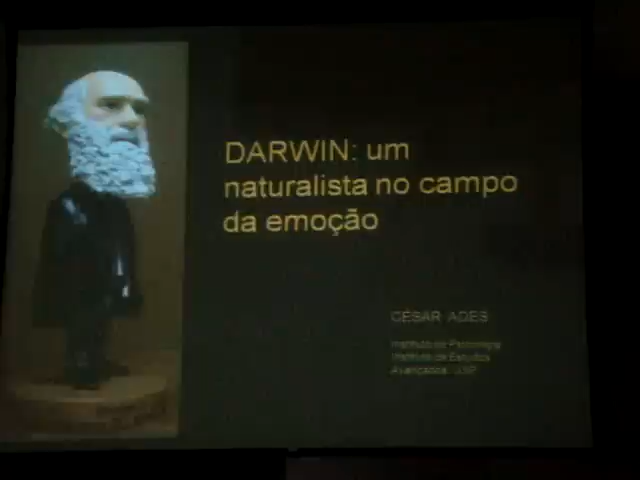 DARWIN: um
naturalista no campo
da emoção
CÉSAR ADES
Instituto de Psicologia
Instituto de Estudos
Avançados, USP